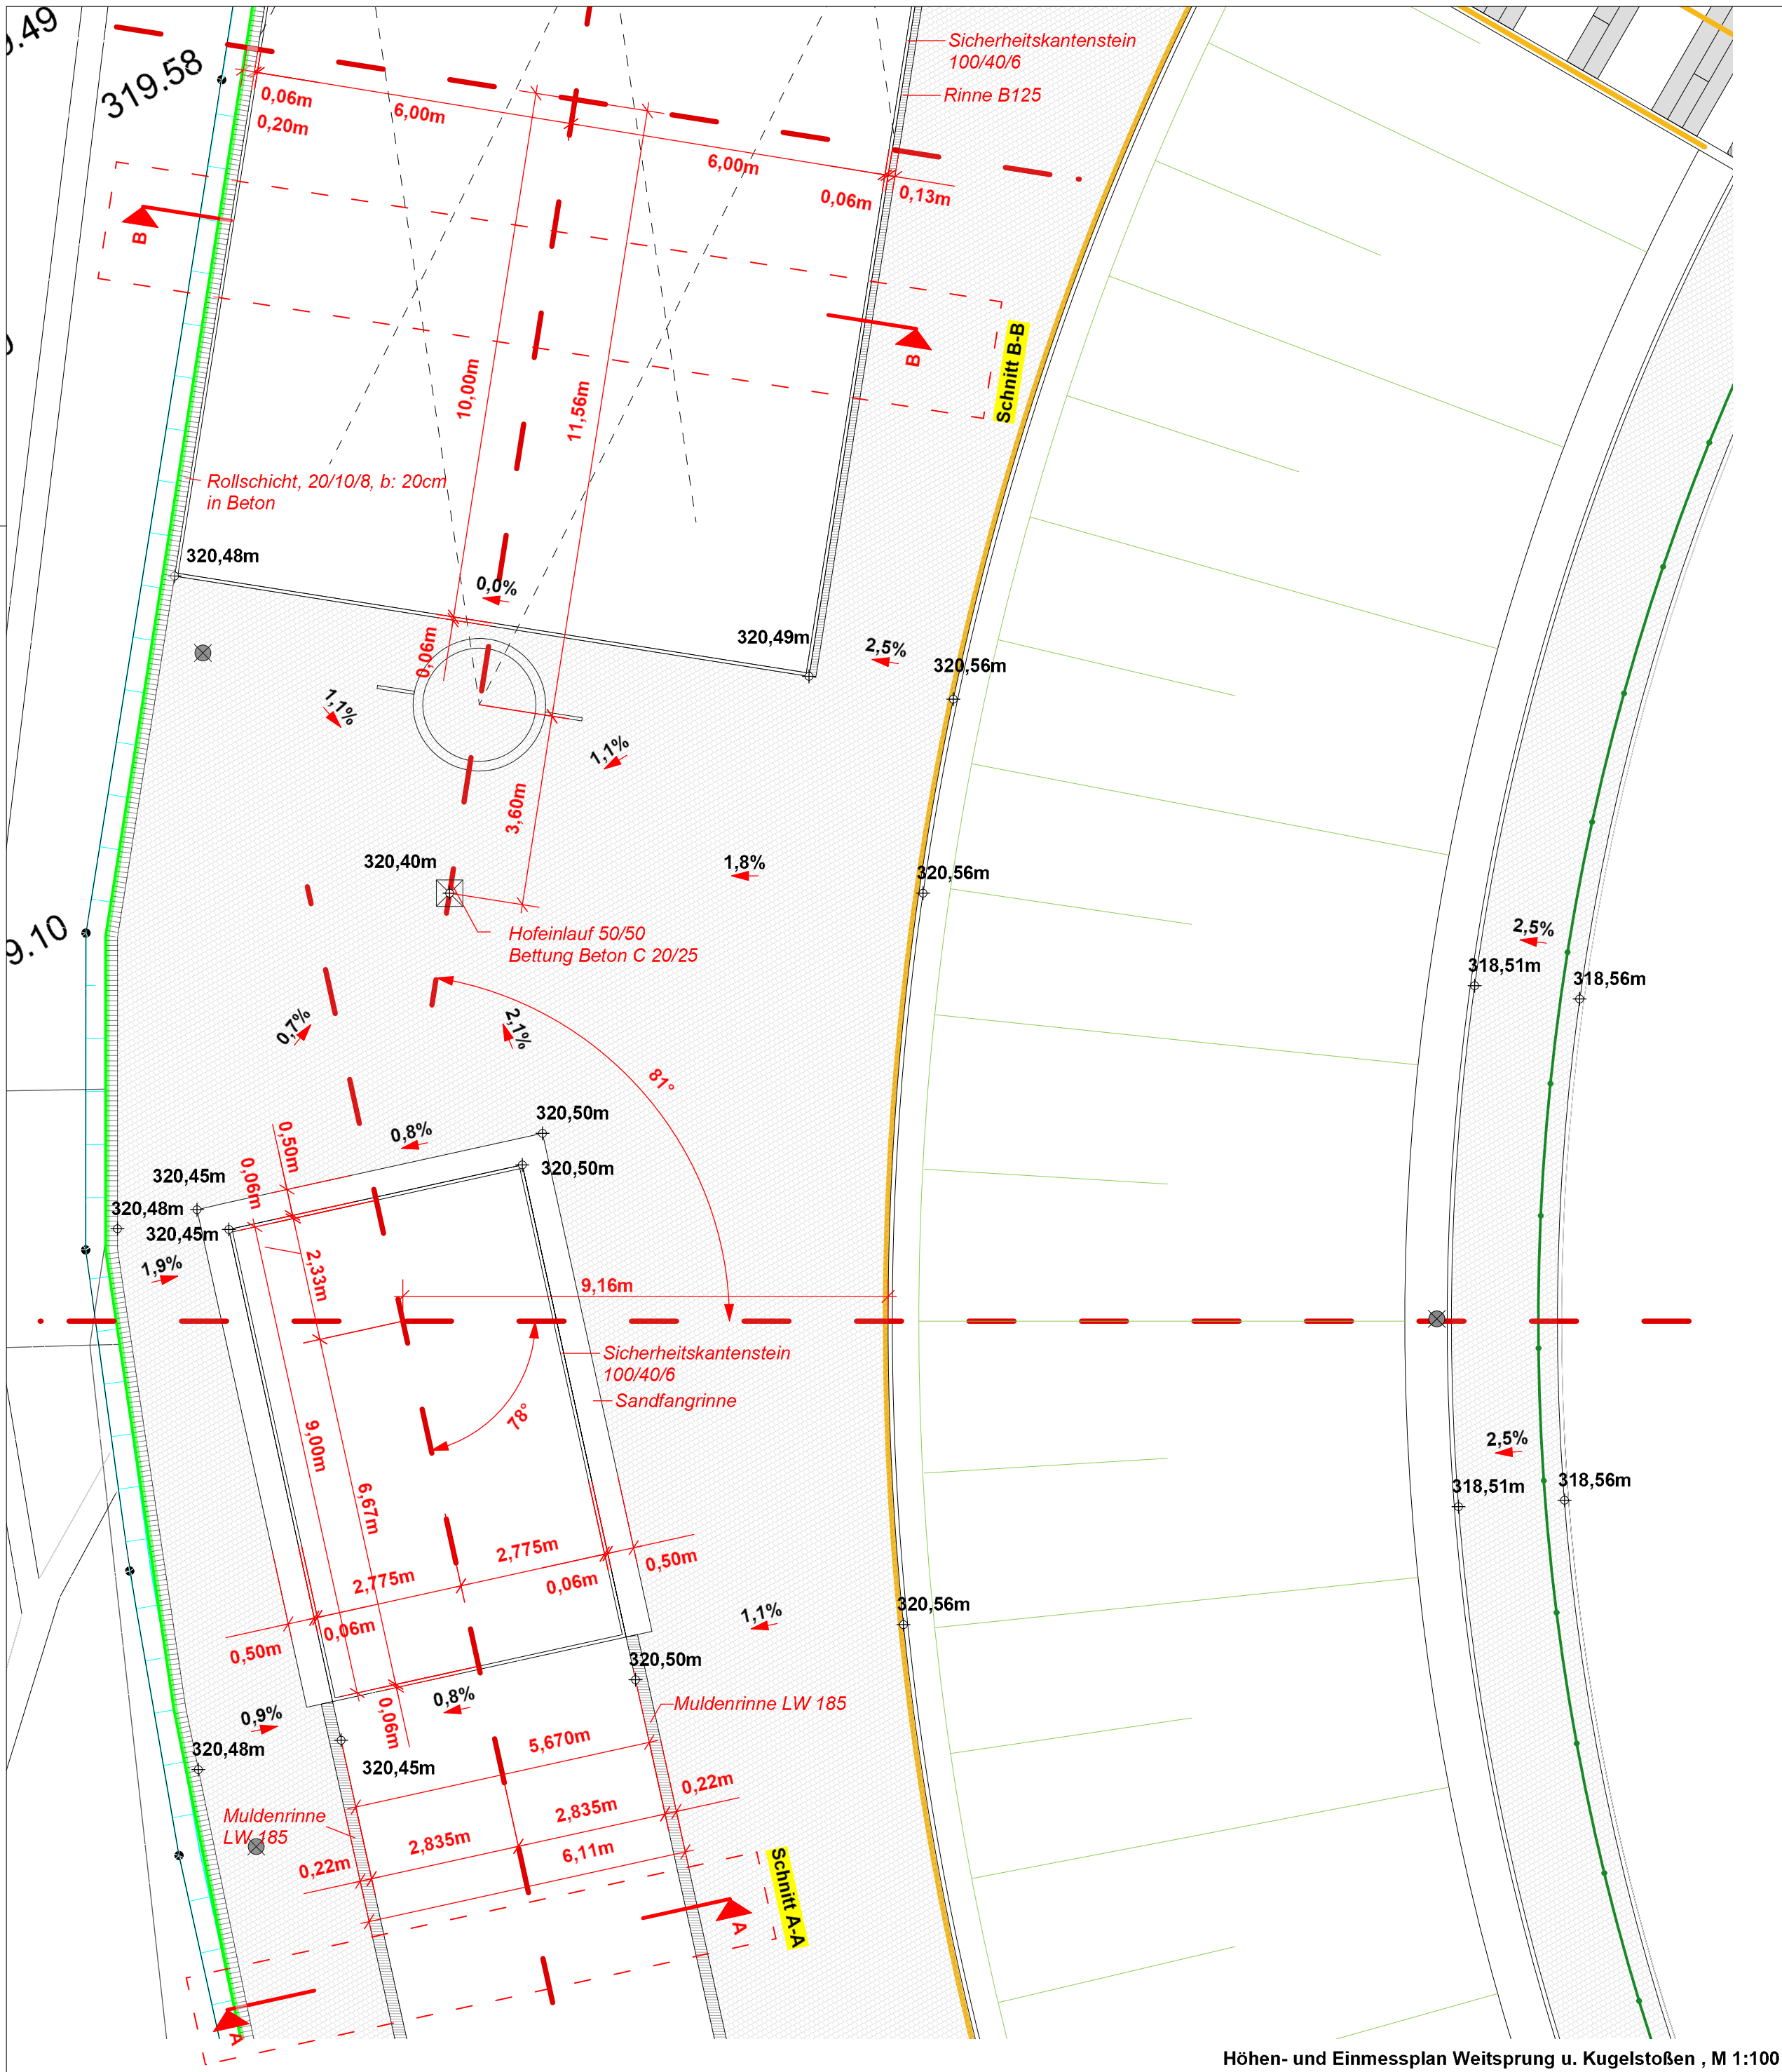 319.58
0,06m
0,20m
6,00m
6,00m
0,06m
0,13m
Sicherheitskantenstein
100/40/6
Rinne B125
B
B
Schnitt B-B
10,00m
11,56m
Rollschicht, 20/10/8, b: 20cm
in Beton
320,48m
0,0%
320,49m
2,5%
320,56m
0,06m
1,1%
1,1%
3,60m
320,40m
1,8%
320,56m
Hofeinlauf 50/50
Bettung Beton C 20/25
9.10
2,5%
318,51m
318,56m
0,7%
2,1%
81°
0,8%
320,50m
0,50m
320,50m
0,06m
320,45m
320,48m
320,45m
1,9%
2,33m
9,16m
Sicherheitskantenstein
100/40/6
Sandfangrinne
78°
9,00m
6,67m
2,5%
318,51m
318,56m
2,775m
2,775m
0,50m
0,06m
0,06m
0,50m
1,1%
320,56m
320,50m
0,8%
0,06m
Muldenrinne LW 185
0,9%
320,48m
320,45m
5,670m
0,22m
2,835m
Muldenrinne
LW 185
2,835m
6,11m
0,22m
Schnitt A-A
A
A
Höhen- und Einmessplan Weitsprung u. Kugelstoßen , M 1:100